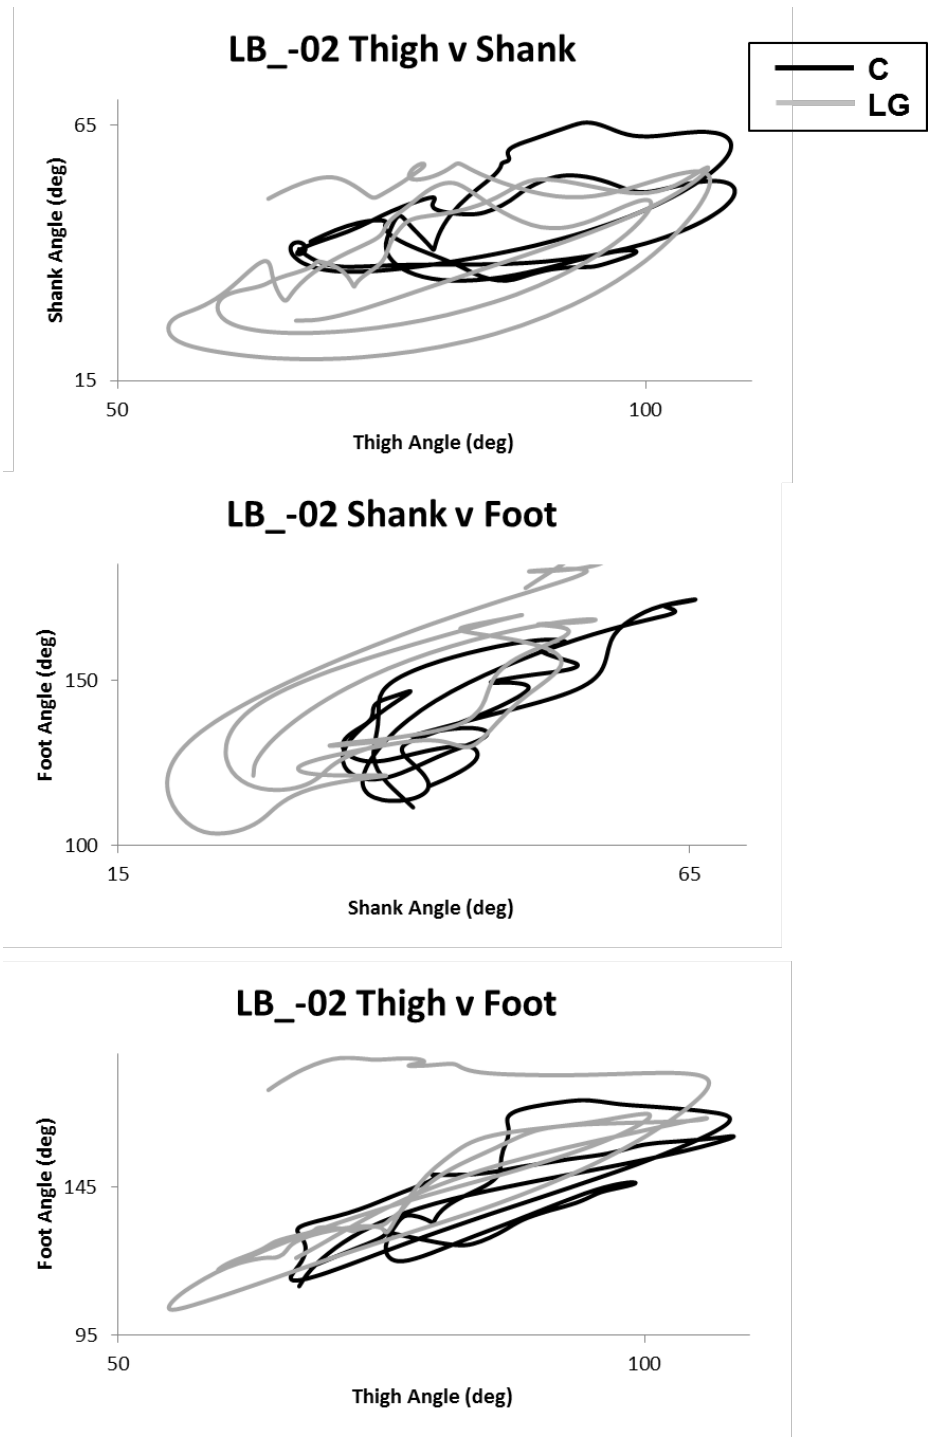 LB_-02 Thigh v Shank
C
LG
65
Shank Angle (deg)
15
50
100
Thigh Angle (deg)
LB_-02 Shank v Foot
Foot Angle (deg)
150
100
15
65
Shank Angle (deg)
LB_-02 Thigh v Foot
Foot Angle (deg)
145
95
50
100
Thigh Angle (deg)